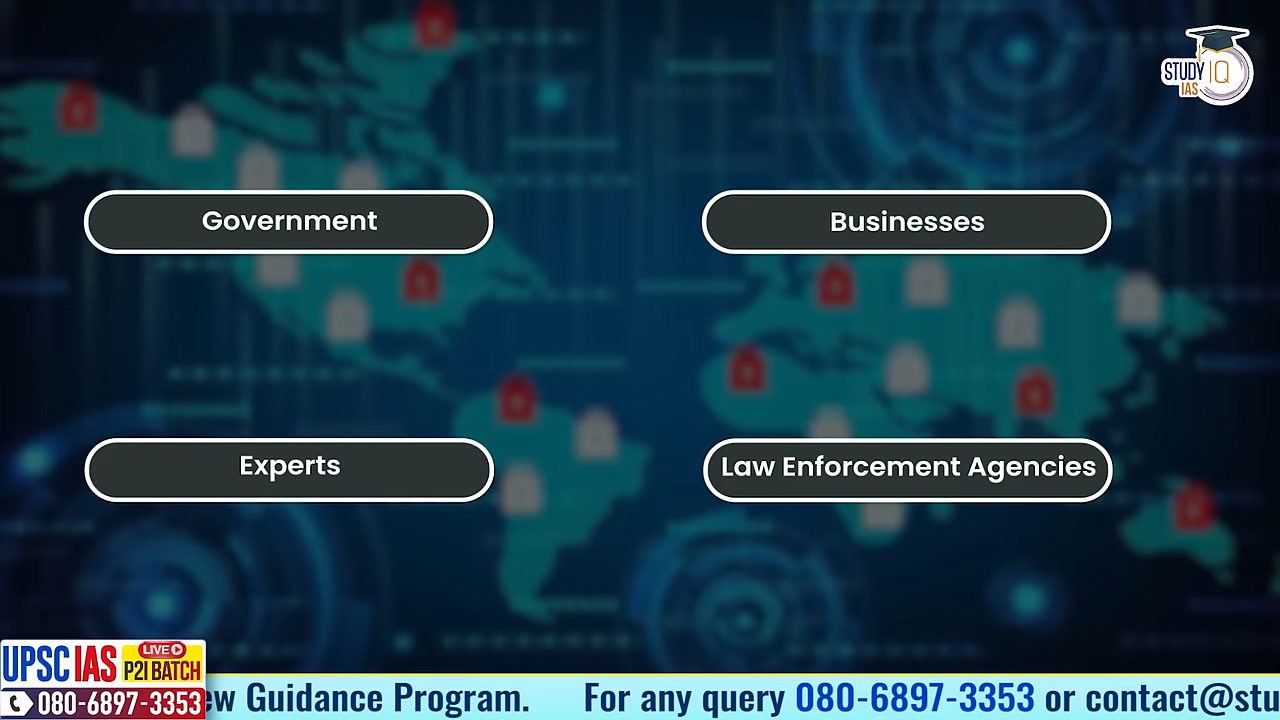 STUDY IQ
IAS
Government
Businesses
Experts
Law Enforcement Agencies
UPSC IAS LIVE
P2I BATCH
080-6897-3353
ew Guidance Program. For any query 080-6897-3353 or contact@stu